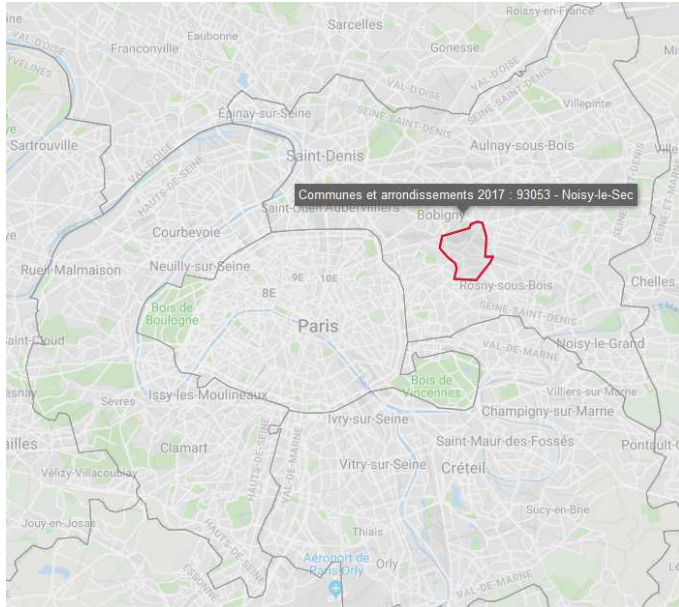 Roissy-en-France
Sarcelles
Eaubonne
Franconville
Gonesse
VAL-D'OISE
VAL-D'OISE
SEINE-SAINT-DENIS
SEINE-SAINT-DENIS
Villepinte
Épinay-sur-Seine
Sartrouville
Aulnay-sous-Bois
Saint-Denis
VAL-D'OISE
HAUTS-DE-SEINE
Communes et arrondissements 2017 : 93053 - Noisy-le-Sec
Saint-Ouen
Aubervilliers
Bobigny
SEINE-ET-MARNE
Courbevoie
Rueil-Malmaison
Neuilly-sur-Seine
9E
10E
8E
Rosny-sous-Bois
Chelles
Bois de
Boulogne
Paris
SEINE-SAINT-DENIS
VAL-DE-MARNE
Noisy-le-Grand
Bois de
Vincennes
Sèvres
Issy-les-Moulineaux
Villiers-sur-Marne
Champigny-sur-Marne
Ivry-sur-Seine
Clamart
HAUTS-DE-SEINE
VAL-DE-MARNE
Saint-Maur-des-Fossés
Vitry-sur-Seine
Créteil
Vélizy-Villacoublay
Sucy-en-Brie
Jouy-en-Josas
HAUTS-DE-SEINE
Thiais
Aéroport de
Paris-Orly
Orly
ESSONNE
VAL-DE-MARNE